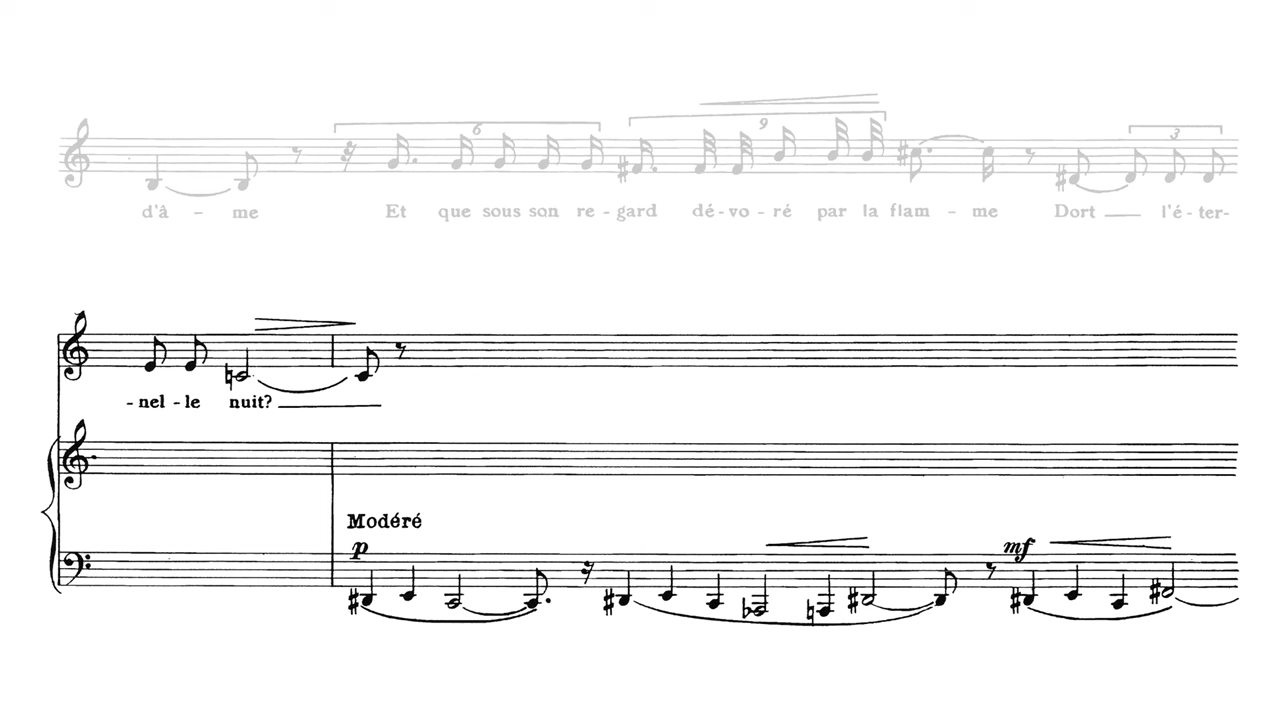 6 9 3
d'â - me Et que sous son re - gard dé - vo - ré par la flam - me Dort l'é - ter-
- nel - le nuit?
Modéré
p mf